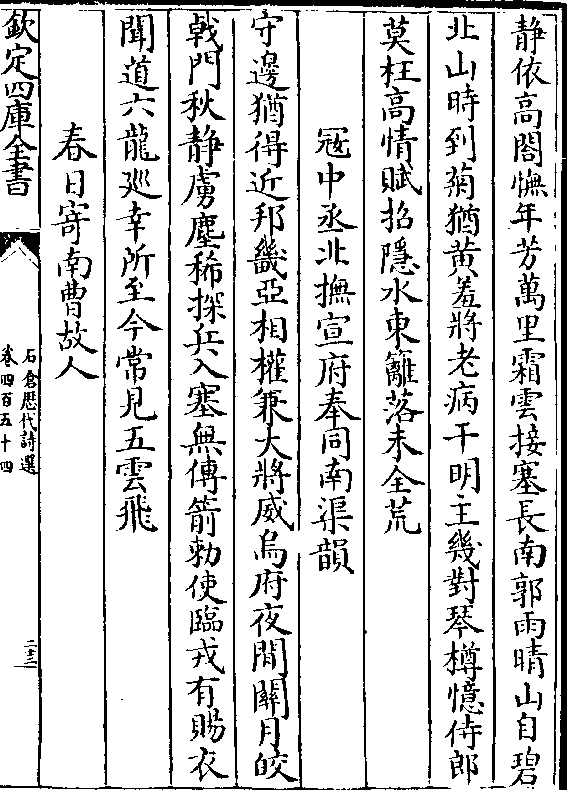 静依高閣憮年芳萬里霜雲接塞長南郭雨晴山自碧
北山時到菊猶黄羞將老病干明主幾對琴樽憶侍郎
莫枉高情賦招隱水東籬落未全荒
冦中丞北撫宣府奉同南渠韻
守邊猶得近邦畿亞相權兼大將威烏府夜閒關月皎
㦸門秋静虜塵稀探兵入塞無傳箭勅使臨戎有賜衣
聞道六龍廵幸所至今常見五雲飛
春日寄南曹故人
欽定四庫全書
石倉歴代詩選
卷四百五十四
二十三